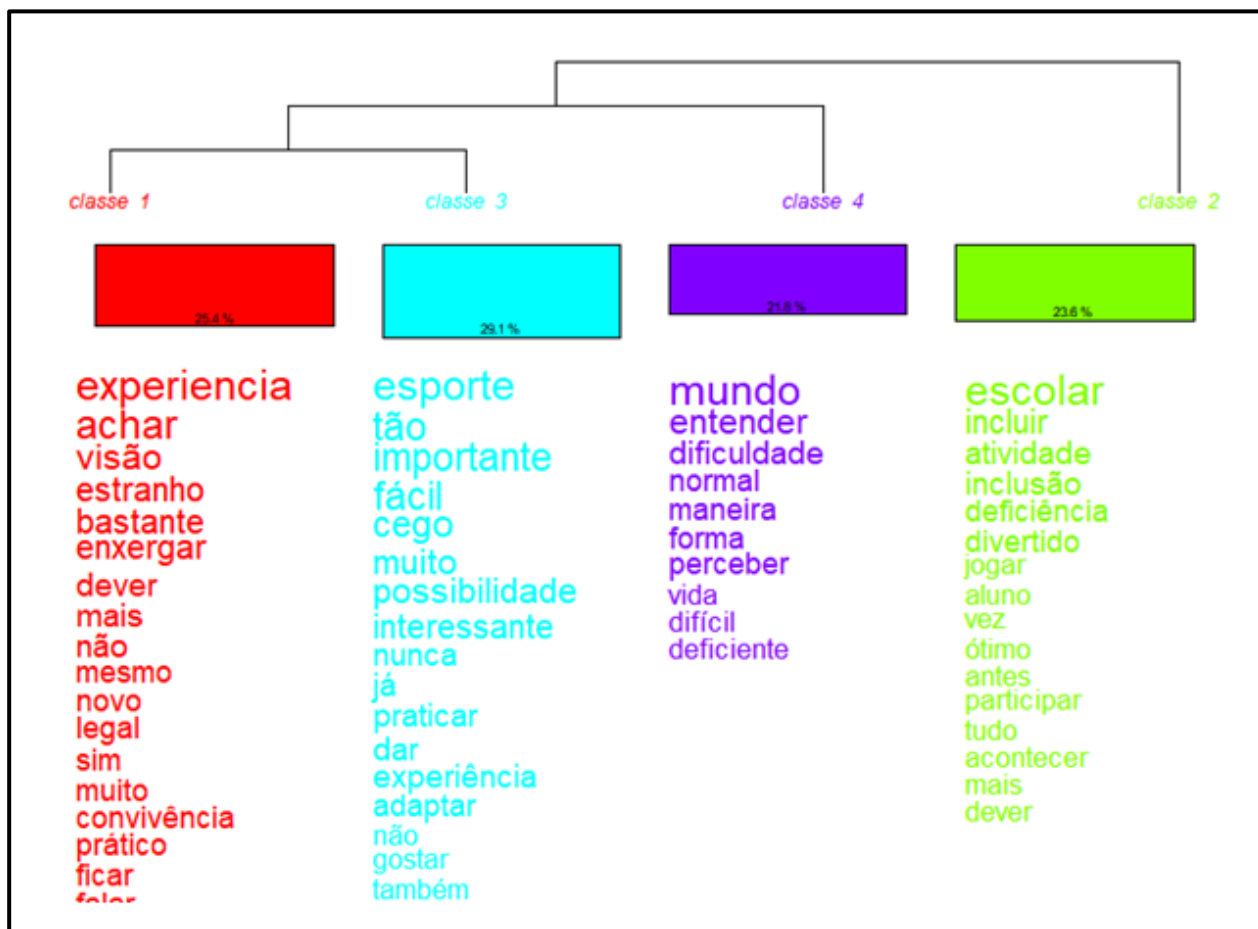 classe 1
classe 3
classe 4
classe 2
25.4 %
29.1 %
21.8 %
23.6 %
experiencia
achar
visão
estranho
bastante
enxergar
dever
mais
não
mesmo
novo
legal
sim
muito
convivência
prático
ficar
esporte
tão
importante
fácil
cego
muito
possibilidade
interessante
nunca
já
praticar
dar
experiência
adaptar
não
gostar
também
mundo
entender
dificuldade
normal
maneira
forma
perceber
vida
difícil
deficiente
escolar
incluir
atividade
inclusão
deficiência
divertido
jogar
aluno
vez
ótimo
antes
participar
tudo
acontecer
mais
dever